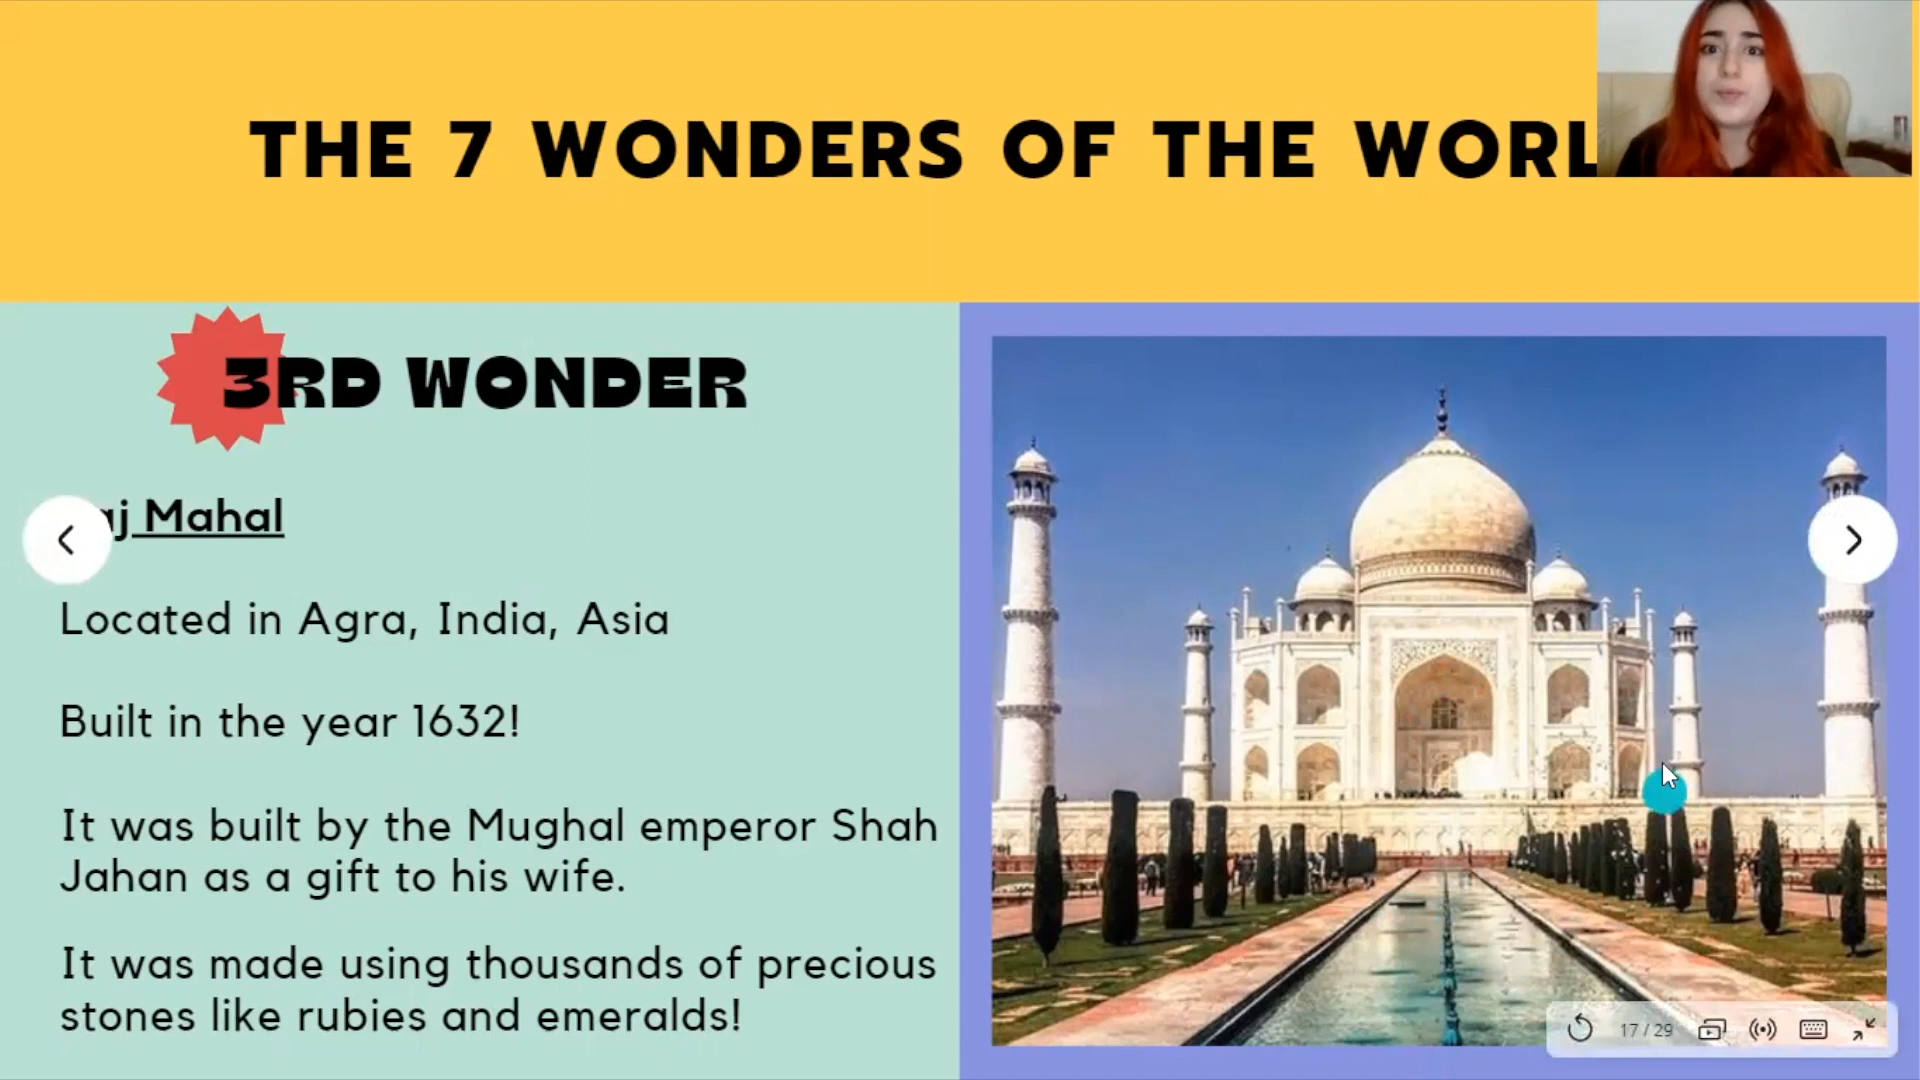 THE 7 WONDERS OF THE WORL
3RD WONDER
aj Mahal
Located in Agra, India, Asia
Built in the year 1632!
It was built by the Mughal emperor Shah
Jahan as a gift to his wife.
It was made using thousands of precious
stones like rubies and emeralds!
17 / 29